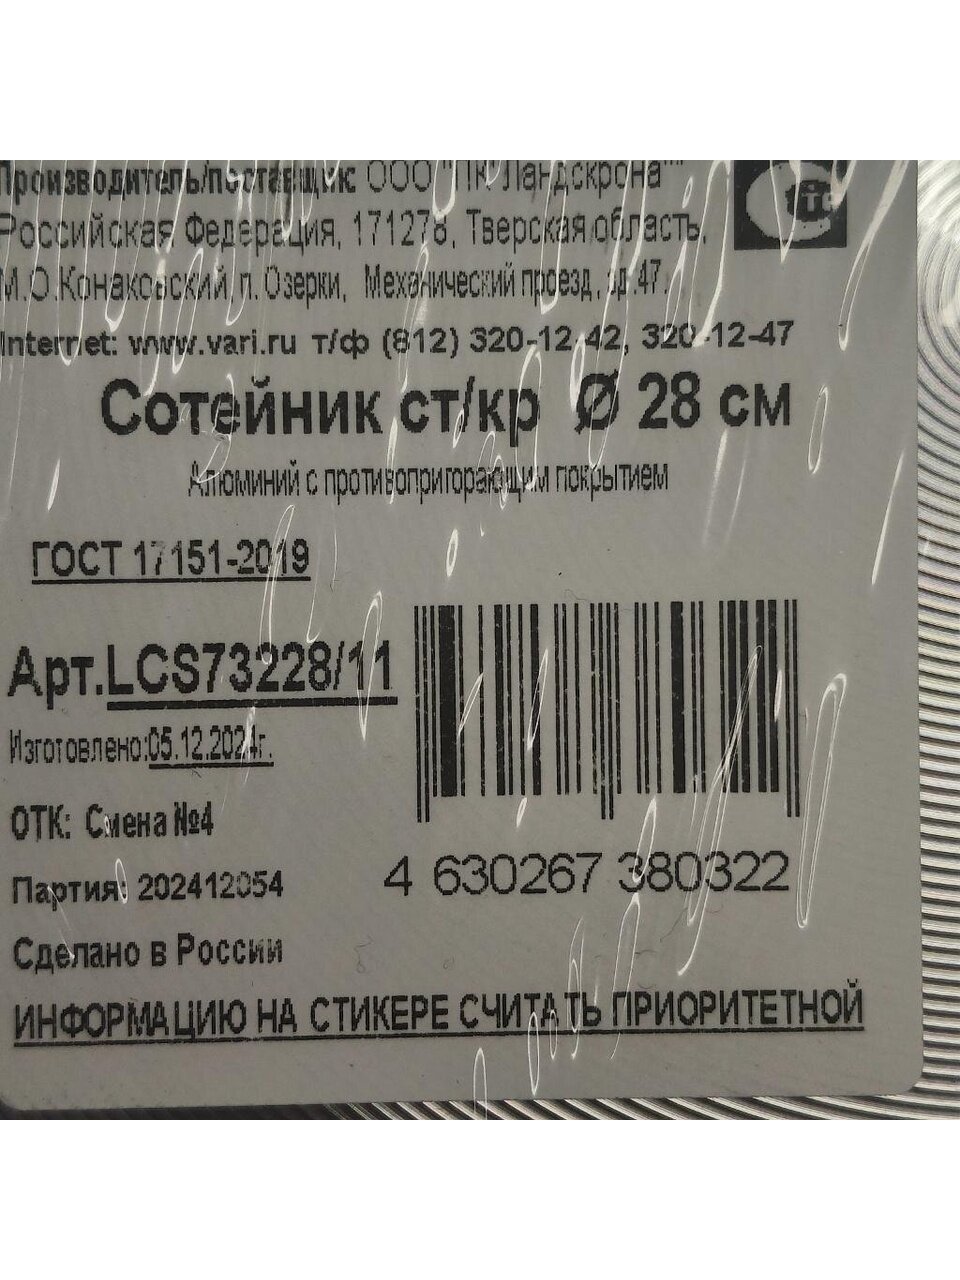 Производитель/поставщик: ООО "ПК"Ландскрона""
Российская Федерация, 171278, Тверская область,
М.О.Конаковский, п. Озерки, Механический проезд, зд.47.
Internet: www.vari.ru т/ф (812) 320-12-42, 320-12-47
Сотейник ст/кр Ø 28 см
Алюминий с противопригорающим покрытием
ГОСТ 17151-2019
Арт.LCS73228/11
Изготовлено:05.12.2024г.
ОТК: Смена №4
Партия: 202412054
Сделано в России
4 630267 380322
ИНФОРМАЦИЮ НА СТИКЕРЕ СЧИТАТЬ ПРИОРИТЕТНОЙ